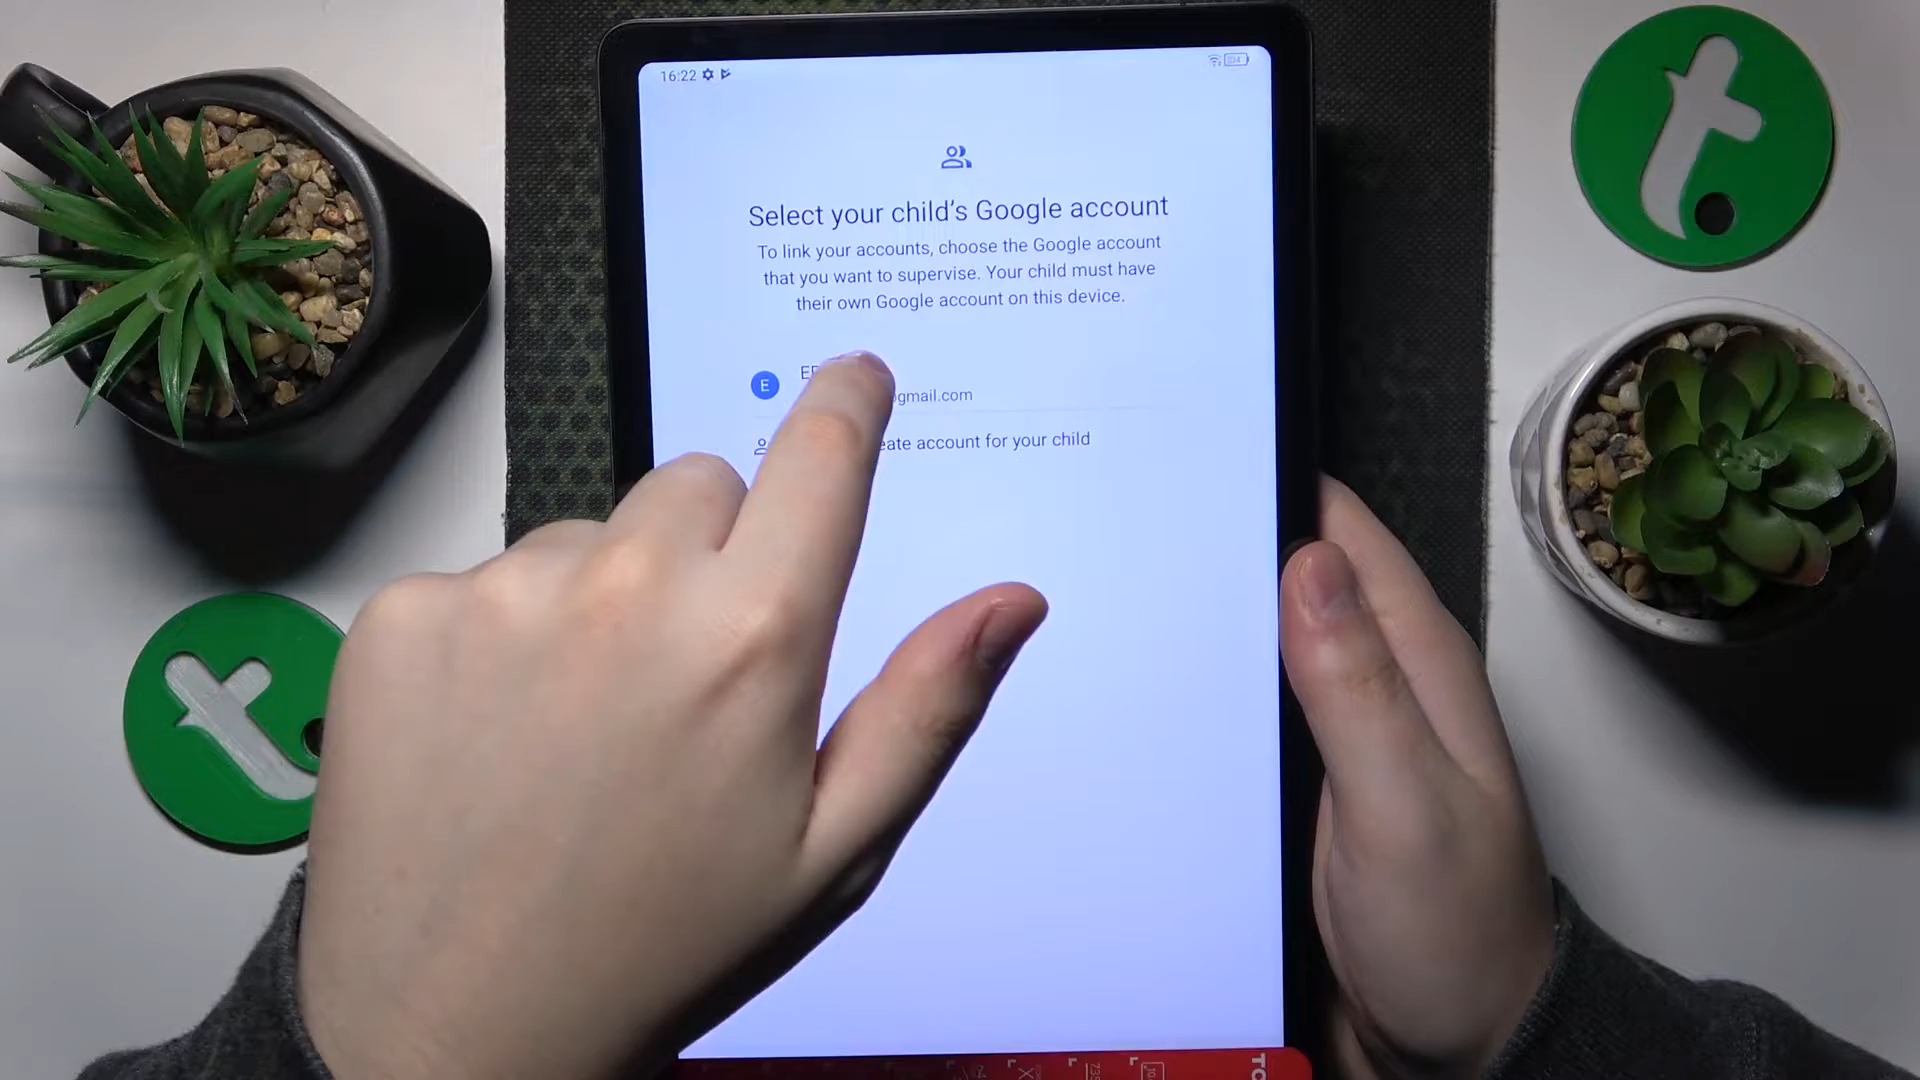 16:22
Select your child's Google account
To link your accounts, choose the Google account
that you want to supervise. Your child must have
their own Google account on this device.
E
gmail.com
account for your child